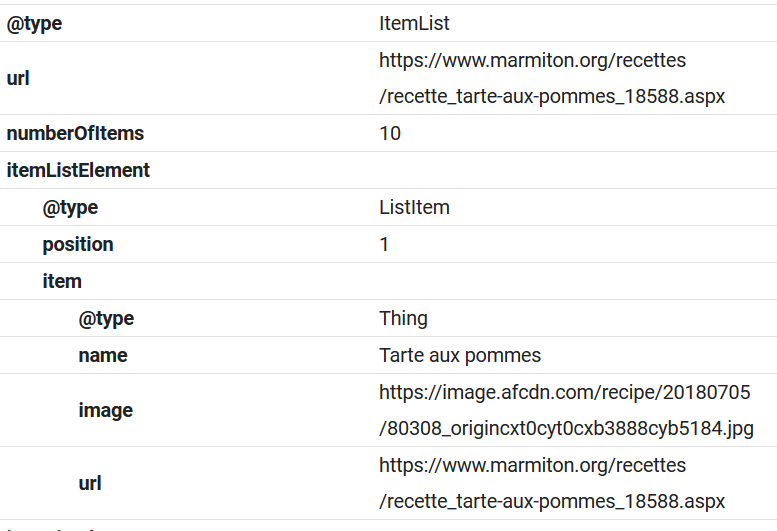 @type ItemList
https://www.marmiton.org/recettes
url
/recette_tarte-aux-pommes_18588.aspx
numberOfItems 10
itemListElement
@type ListItem
position 1
item
@type Thing
name Tarte aux pommes
https://image.afcdn.com/recipe/20180705
image
/80308_origincxt0cyt0cxb3888cyb5184.jpg
https://www.marmiton.org/recettes
url
/recette_tarte-aux-pommes_18588.aspx